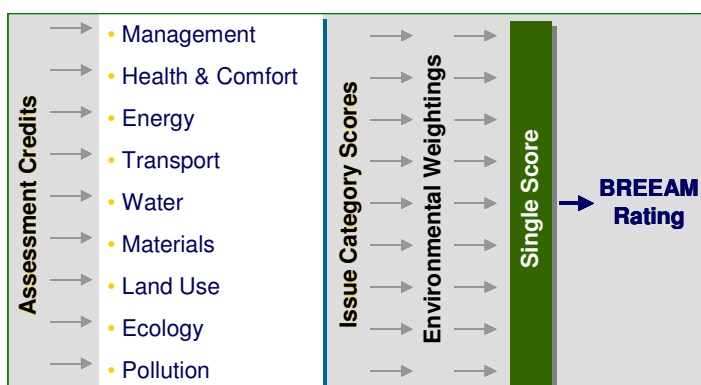 Assessment Credits
• Management
• Health & Comfort
• Energy
• Transport
• Water
• Materials
• Land Use
• Ecology
• Pollution
Issue Category Scores
Environmental Weightings
Single Score
BREEAM
Rating